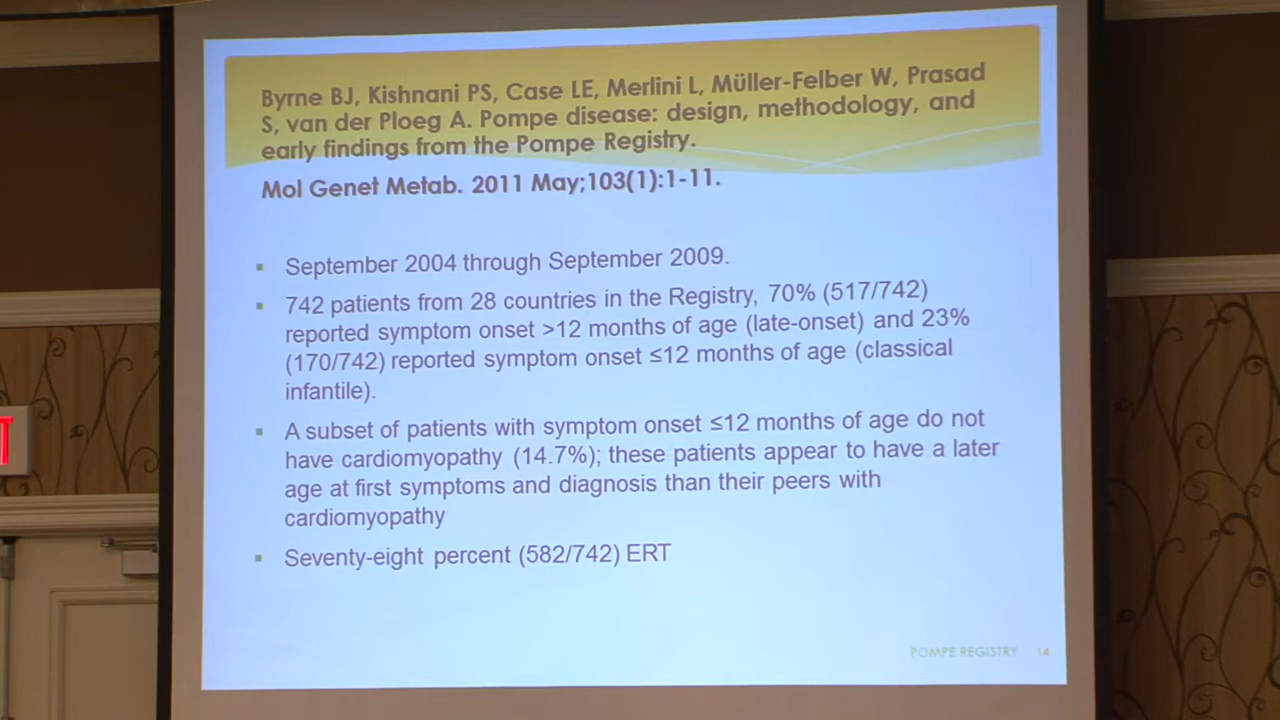 Byrne BJ, Kishnani PS, Case LE, Merlini L, Müller-Felber W, Prasad
S, van der Ploeg A. Pompe disease: design, methodology, and
early findings from the Pompe Registry.
Mol Genet Metab. 2011 May;103(1):1-11.
▪ September 2004 through September 2009.
▪ 742 patients from 28 countries in the Registry, 70% (517/742)
reported symptom onset >12 months of age (late-onset) and 23%
(170/742) reported symptom onset ≤12 months of age (classical
infantile).
▪ A subset of patients with symptom onset ≤12 months of age do not
have cardiomyopathy (14.7%); these patients appear to have a later
age at first symptoms and diagnosis than their peers with
cardiomyopathy
▪ Seventy-eight percent (582/742) ERT
POMPE REGISTRY 14
T